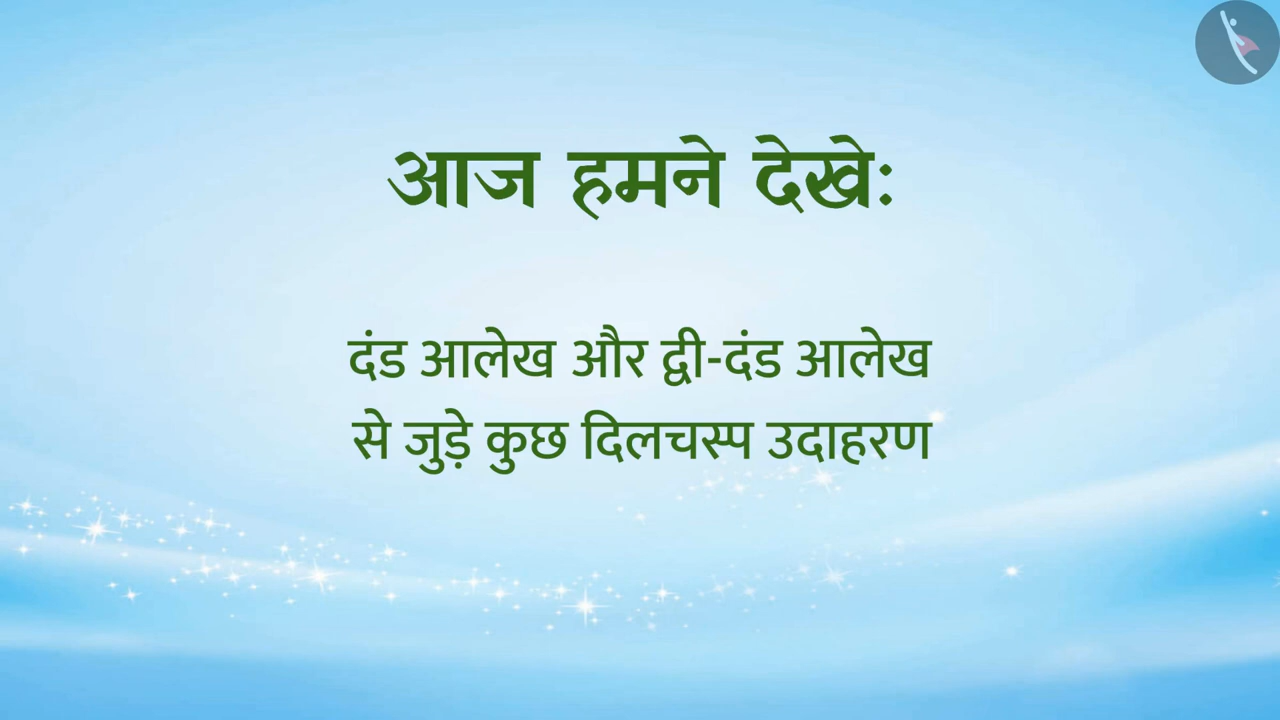 आज हमने देखे:
दंड आलेख और द्वी-दंड आलेख
से जुड़े कुछ दिलचस्प उदाहरण